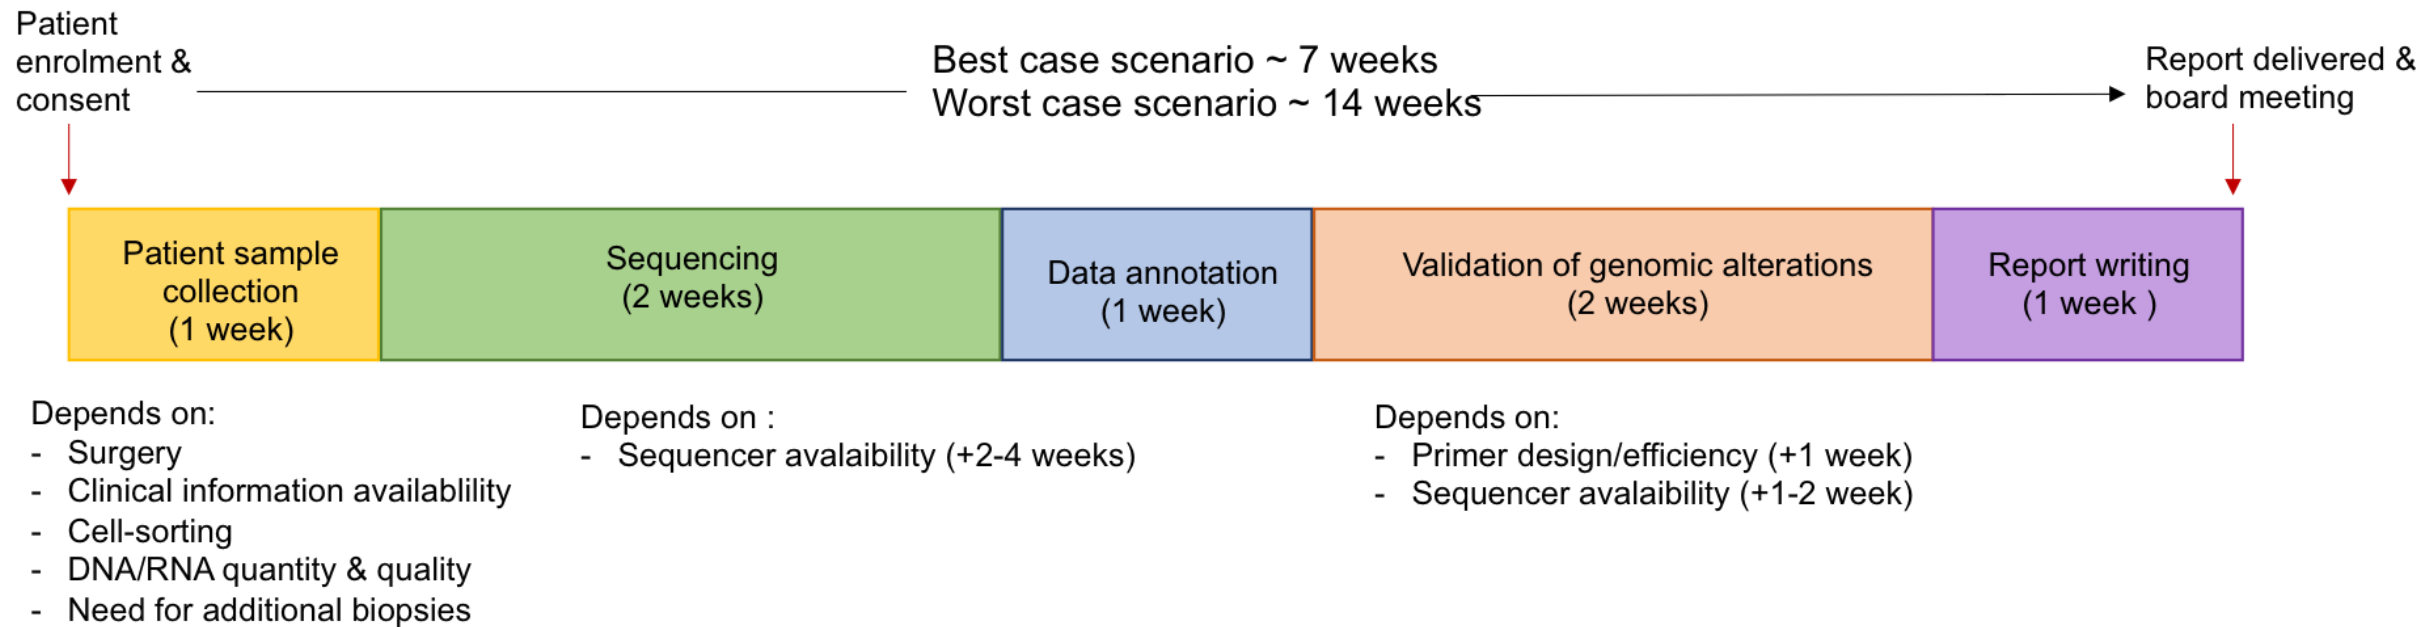 Patient
enrolment &
consent
Best case scenario ~ 7 weeks
Worst case scenario ~ 14 weeks
Report delivered &
board meeting
Patient sample
collection
(1 week)
Sequencing
(2 weeks)
Data annotation
(1 week)
Validation of genomic alterations
(2 weeks)
Report writing
(1 week )
Depends on:
- Surgery
- Clinical information availablility
- Cell-sorting
- DNA/RNA quantity & quality
- Need for additional biopsies
Depends on :
- Sequencer avalaibility (+2-4 weeks)
Depends on:
- Primer design/efficiency (+1 week)
- Sequencer avalaibility (+1-2 week)